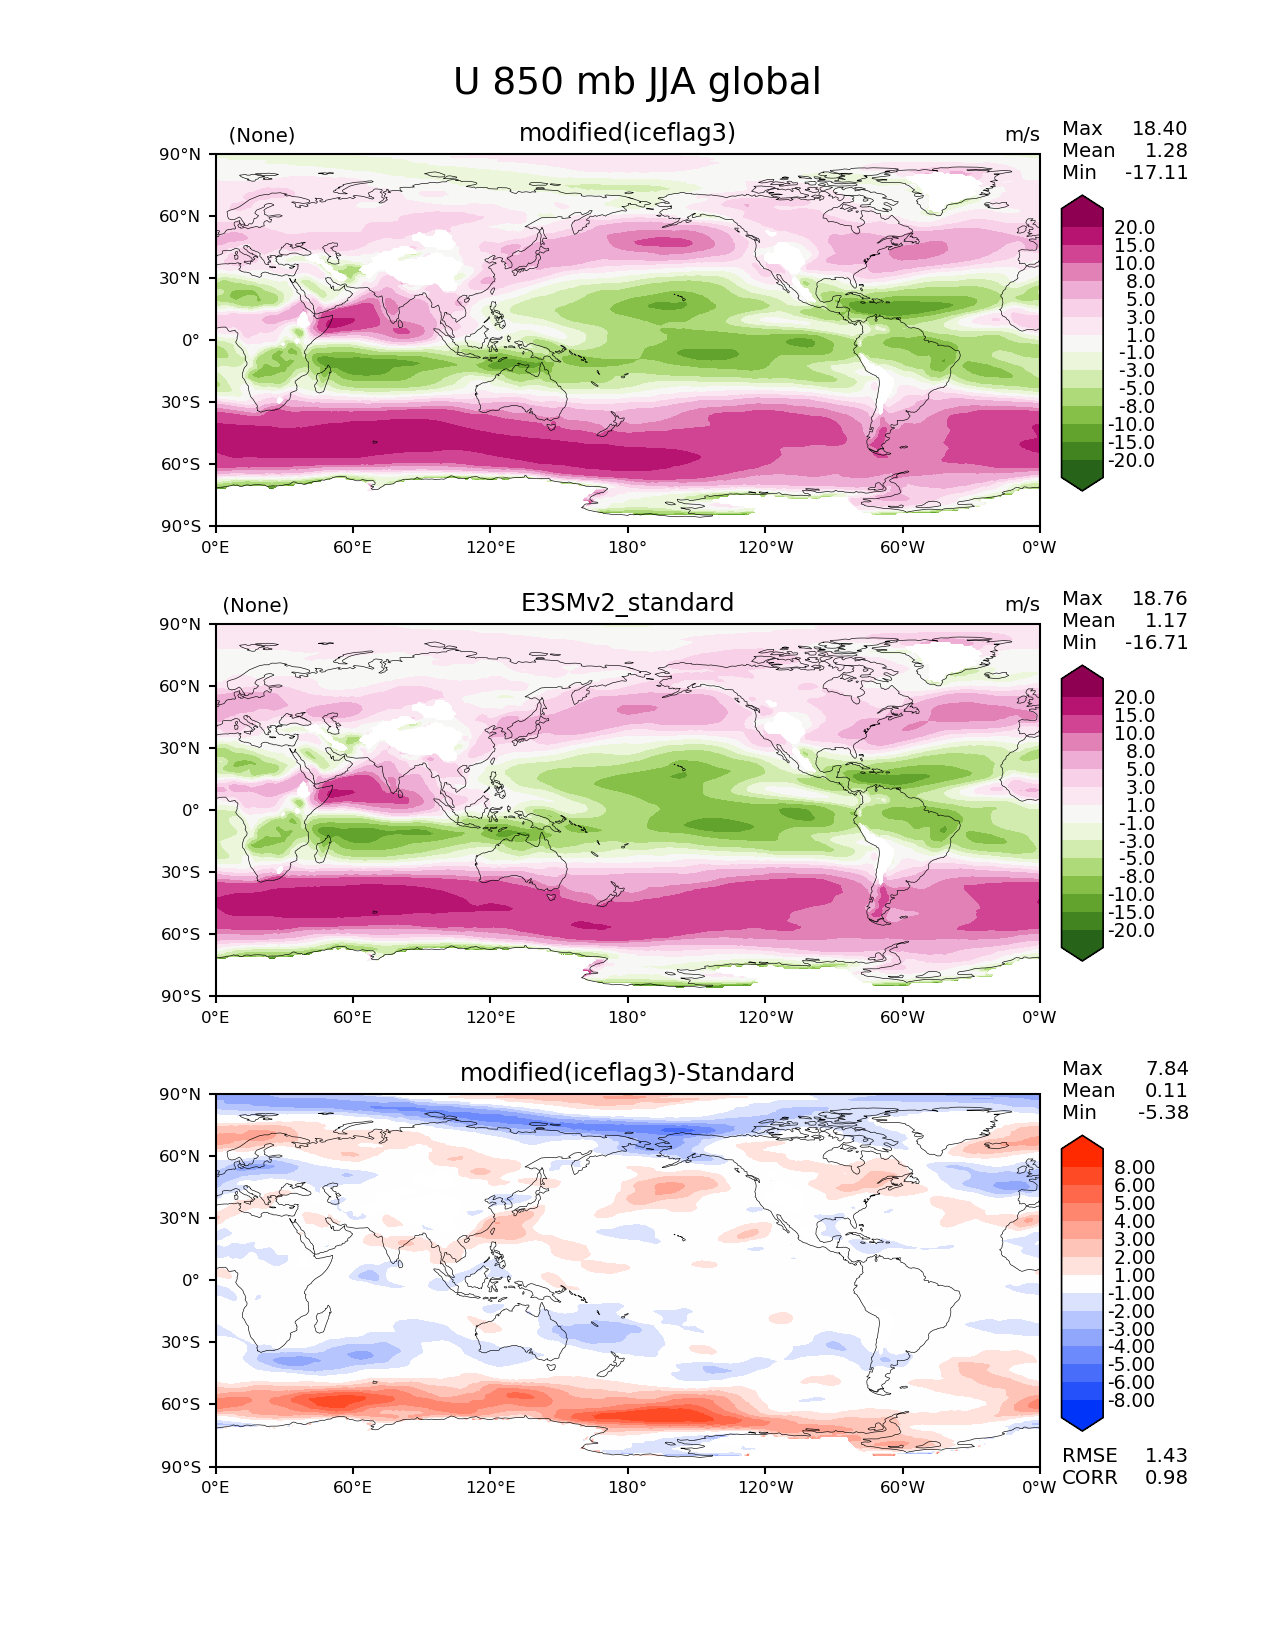 U 850 mb JJA global
(None) modified(iceflag3) m/s
Max 18.40
Mean 1.28
Min -17.11
90°N
60°N
30°N
0°
30°S
60°S
90°S
0°E 60°E 120°E 180° 120°W 60°W 0°W
20.0
15.0
10.0
8.0
5.0
3.0
1.0
-1.0
-3.0
-5.0
-8.0
-10.0
-15.0
-20.0
(None) E3SMv2_standard m/s
Max 18.76
Mean 1.17
Min -16.71
90°N
60°N
30°N
0°
30°S
60°S
90°S
0°E 60°E 120°E 180° 120°W 60°W 0°W
20.0
15.0
10.0
8.0
5.0
3.0
1.0
-1.0
-3.0
-5.0
-8.0
-10.0
-15.0
-20.0
modified(iceflag3)-Standard
Max 7.84
Mean 0.11
Min -5.38
90°N
60°N
30°N
0°
30°S
60°S
90°S
0°E 60°E 120°E 180° 120°W 60°W 0°W
8.00
6.00
5.00
4.00
3.00
2.00
1.00
-1.00
-2.00
-3.00
-4.00
-5.00
-6.00
-8.00
RMSE 1.43
CORR 0.98